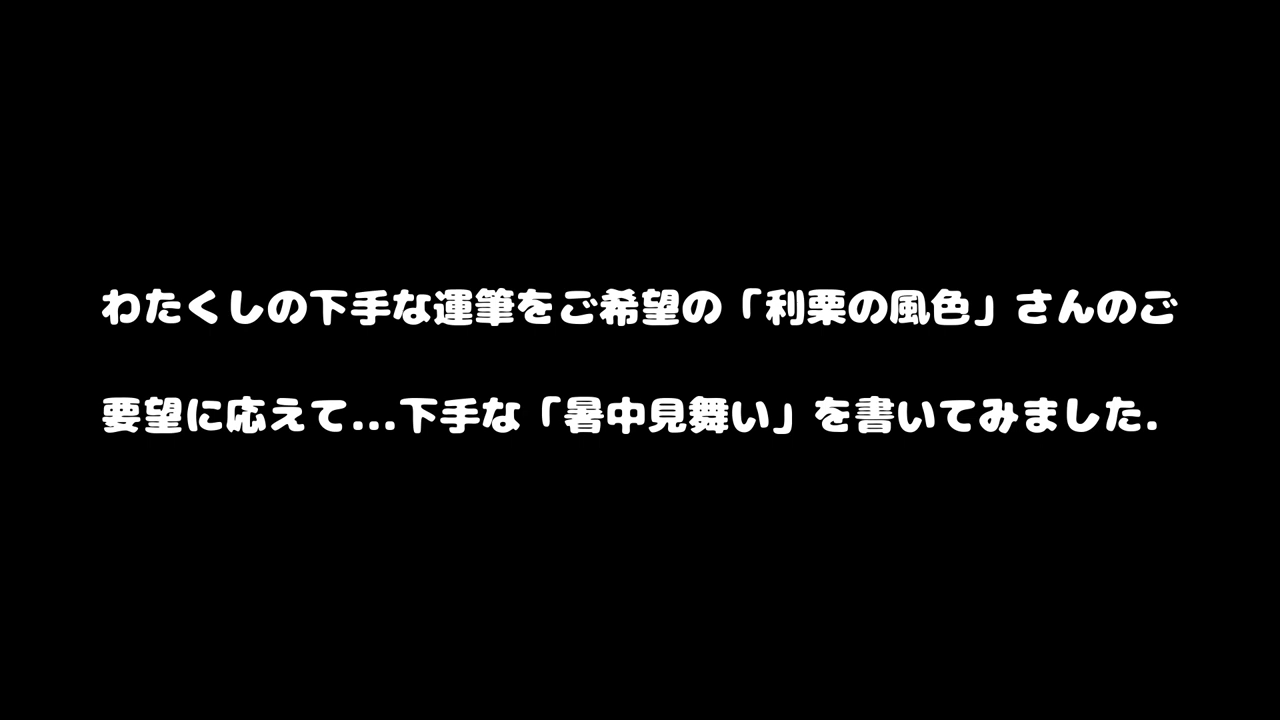 わたくしの下手な運筆をご希望の「利栗の風色」さんのご
要望に応えて...下手な「暑中見舞い」を書いてみました.